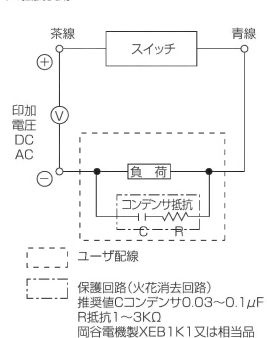 茶線
青線
スイッチ
⊕
印加
電圧
DC
AC
V
⊖
負 荷
コンデンサ抵抗
C R
ユーザ配線
保護回路(火花消去回路)
推奨値Cコンデンサ0.03〜0.1μF
R抵抗1〜3KΩ
岡谷電機製XEB1K1又は相当品